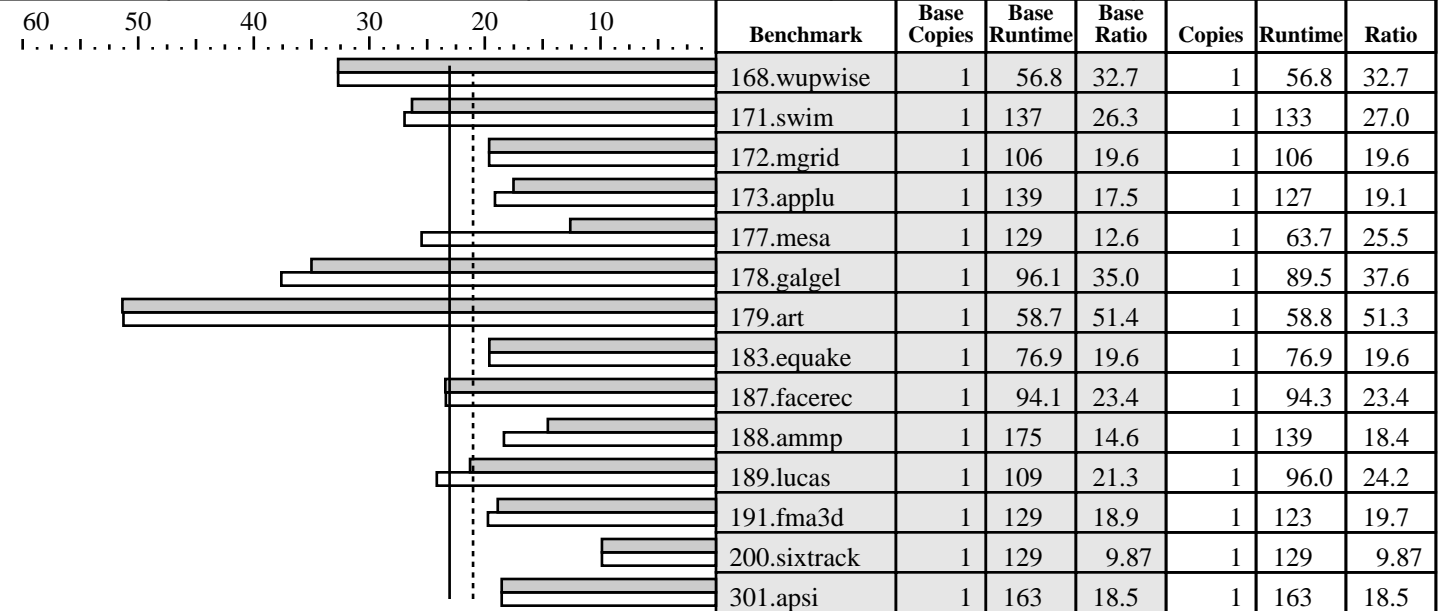 60 50 40 30 20 10
Benchmark Base Copies Base Runtime Base Ratio Copies Runtime Ratio
168.wupwise 1 56.8 32.7 1 56.8 32.7
171.swim 1 137 26.3 1 133 27.0
172.mgrid 1 106 19.6 1 106 19.6
173.applu 1 139 17.5 1 127 19.1
177.mesa 1 129 12.6 1 63.7 25.5
178.galgel 1 96.1 35.0 1 89.5 37.6
179.art 1 58.7 51.4 1 58.8 51.3
183.equake 1 76.9 19.6 1 76.9 19.6
187.facerec 1 94.1 23.4 1 94.3 23.4
188.ammp 1 175 14.6 1 139 18.4
189.lucas 1 109 21.3 1 96.0 24.2
191.fma3d 1 129 18.9 1 123 19.7
200.sixtrack 1 129 9.87 1 129 9.87
301.apsi 1 163 18.5 1 163 18.5